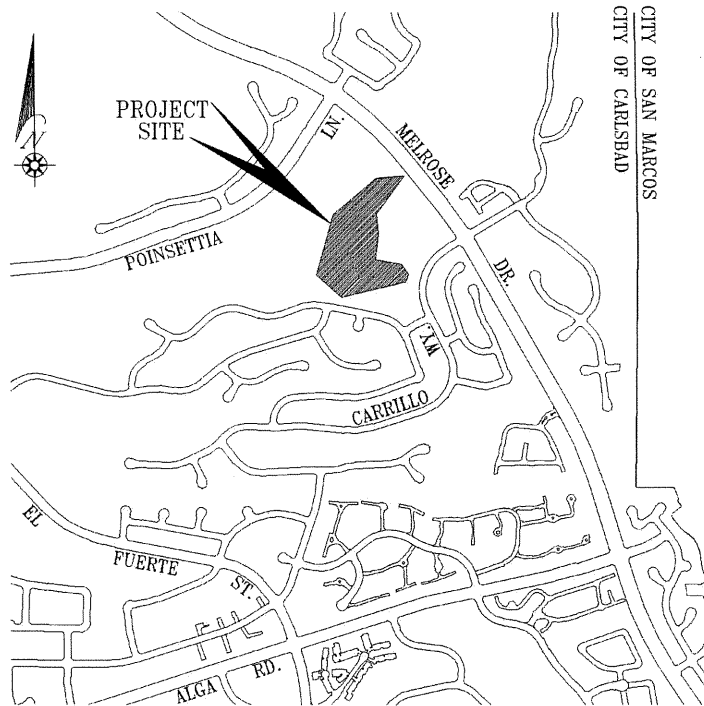 CITY OF SAN MARCOS
CITY OF CARLSBAD
N
PROJECT
SITE
LN.
MELROSE
POINSETTIA
DR.
WY.
CARRILLO
EL
FUERTE
ST.
ALGA RD.